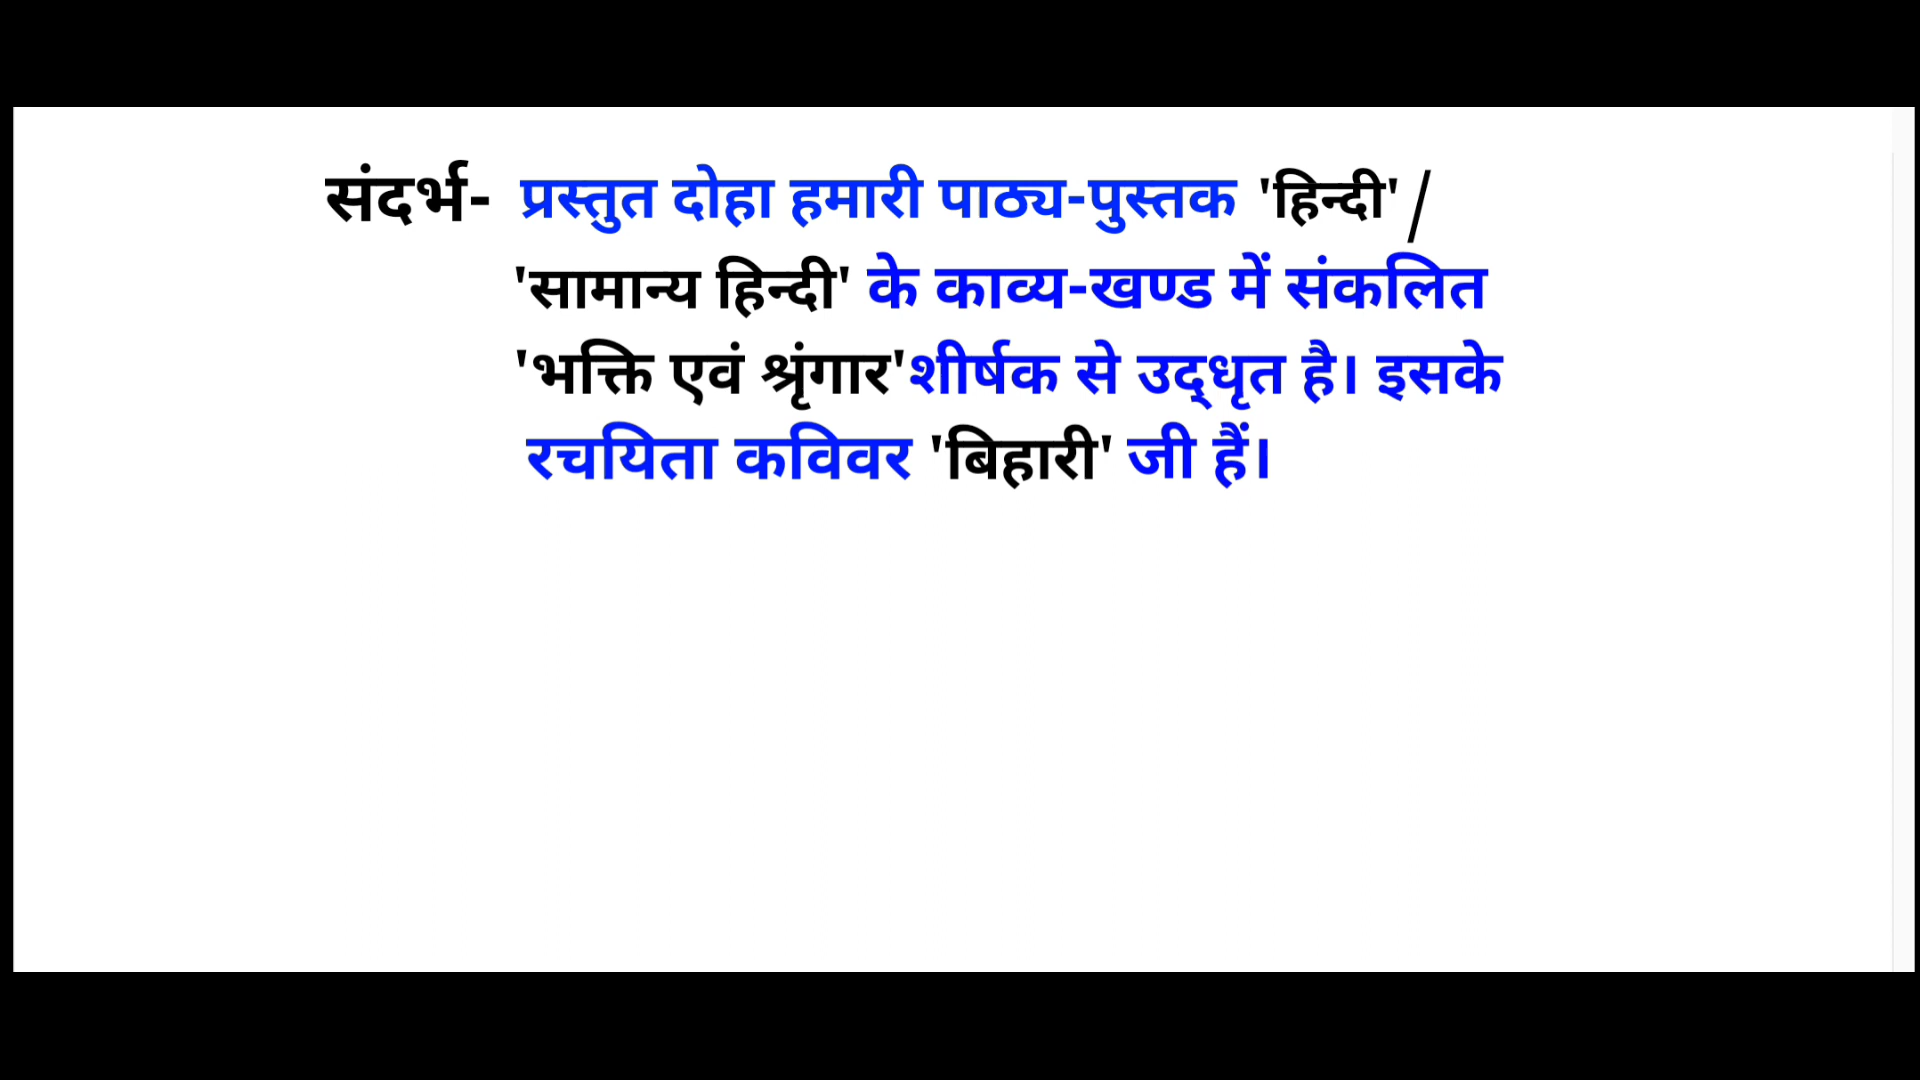 संदर्भ- प्रस्तुत दोहा हमारी पाठ्य-पुस्तक 'हिन्दी'/
'सामान्य हिन्दी' के काव्य-खण्ड में संकलित
'भक्ति एवं श्रृंगार'शीर्षक से उद्धृत है। इसके
रचयिता कविवर 'बिहारी' जी हैं।